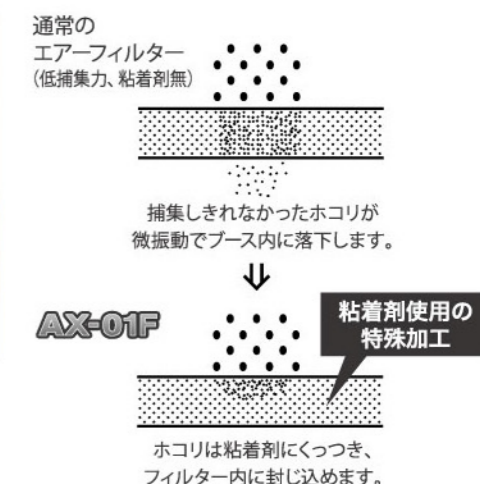 通常の
エアーフィルター
(低捕集力、粘着剤無)
捕集しきれなかったホコリが
微振動でブース内に落下します。
⇓
AX-01F
粘着剤使用の
特殊加工
ホコリは粘着剤にくっつき、
フィルター内に封じ込めます。